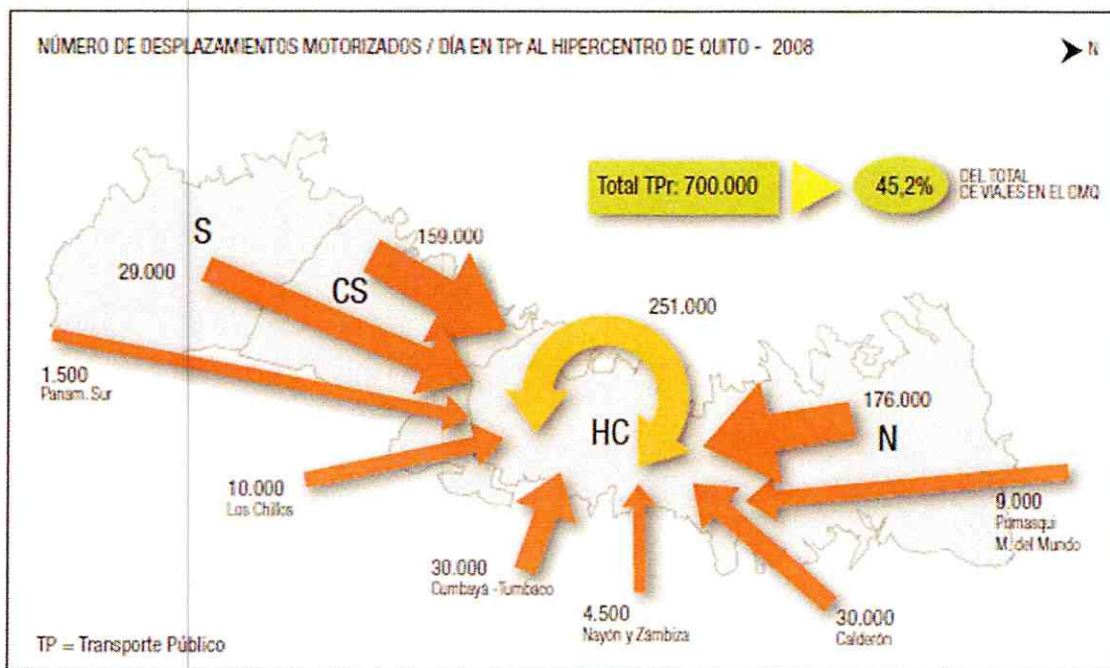 NÚMERO DE DESPLAZAMIENTOS MOTORIZADOS / DÍA EN TPr AL HIPERCENTRO DE QUITO - 2008
N
Total TPr: 700.000
45,2%
DEL TOTAL
DE VIAJES EN EL DMQ
S
159.000
29.000
CS
251.000
1.500
Panam. Sur
176.000
HC
N
10.000
Los Chillos
9.000
Pomasqui
M. del Mundo
30.000
Cumbayá - Tumbaco
4.500
Nayón y Zámbiza
30.000
Calderón
TP = Transporte Público